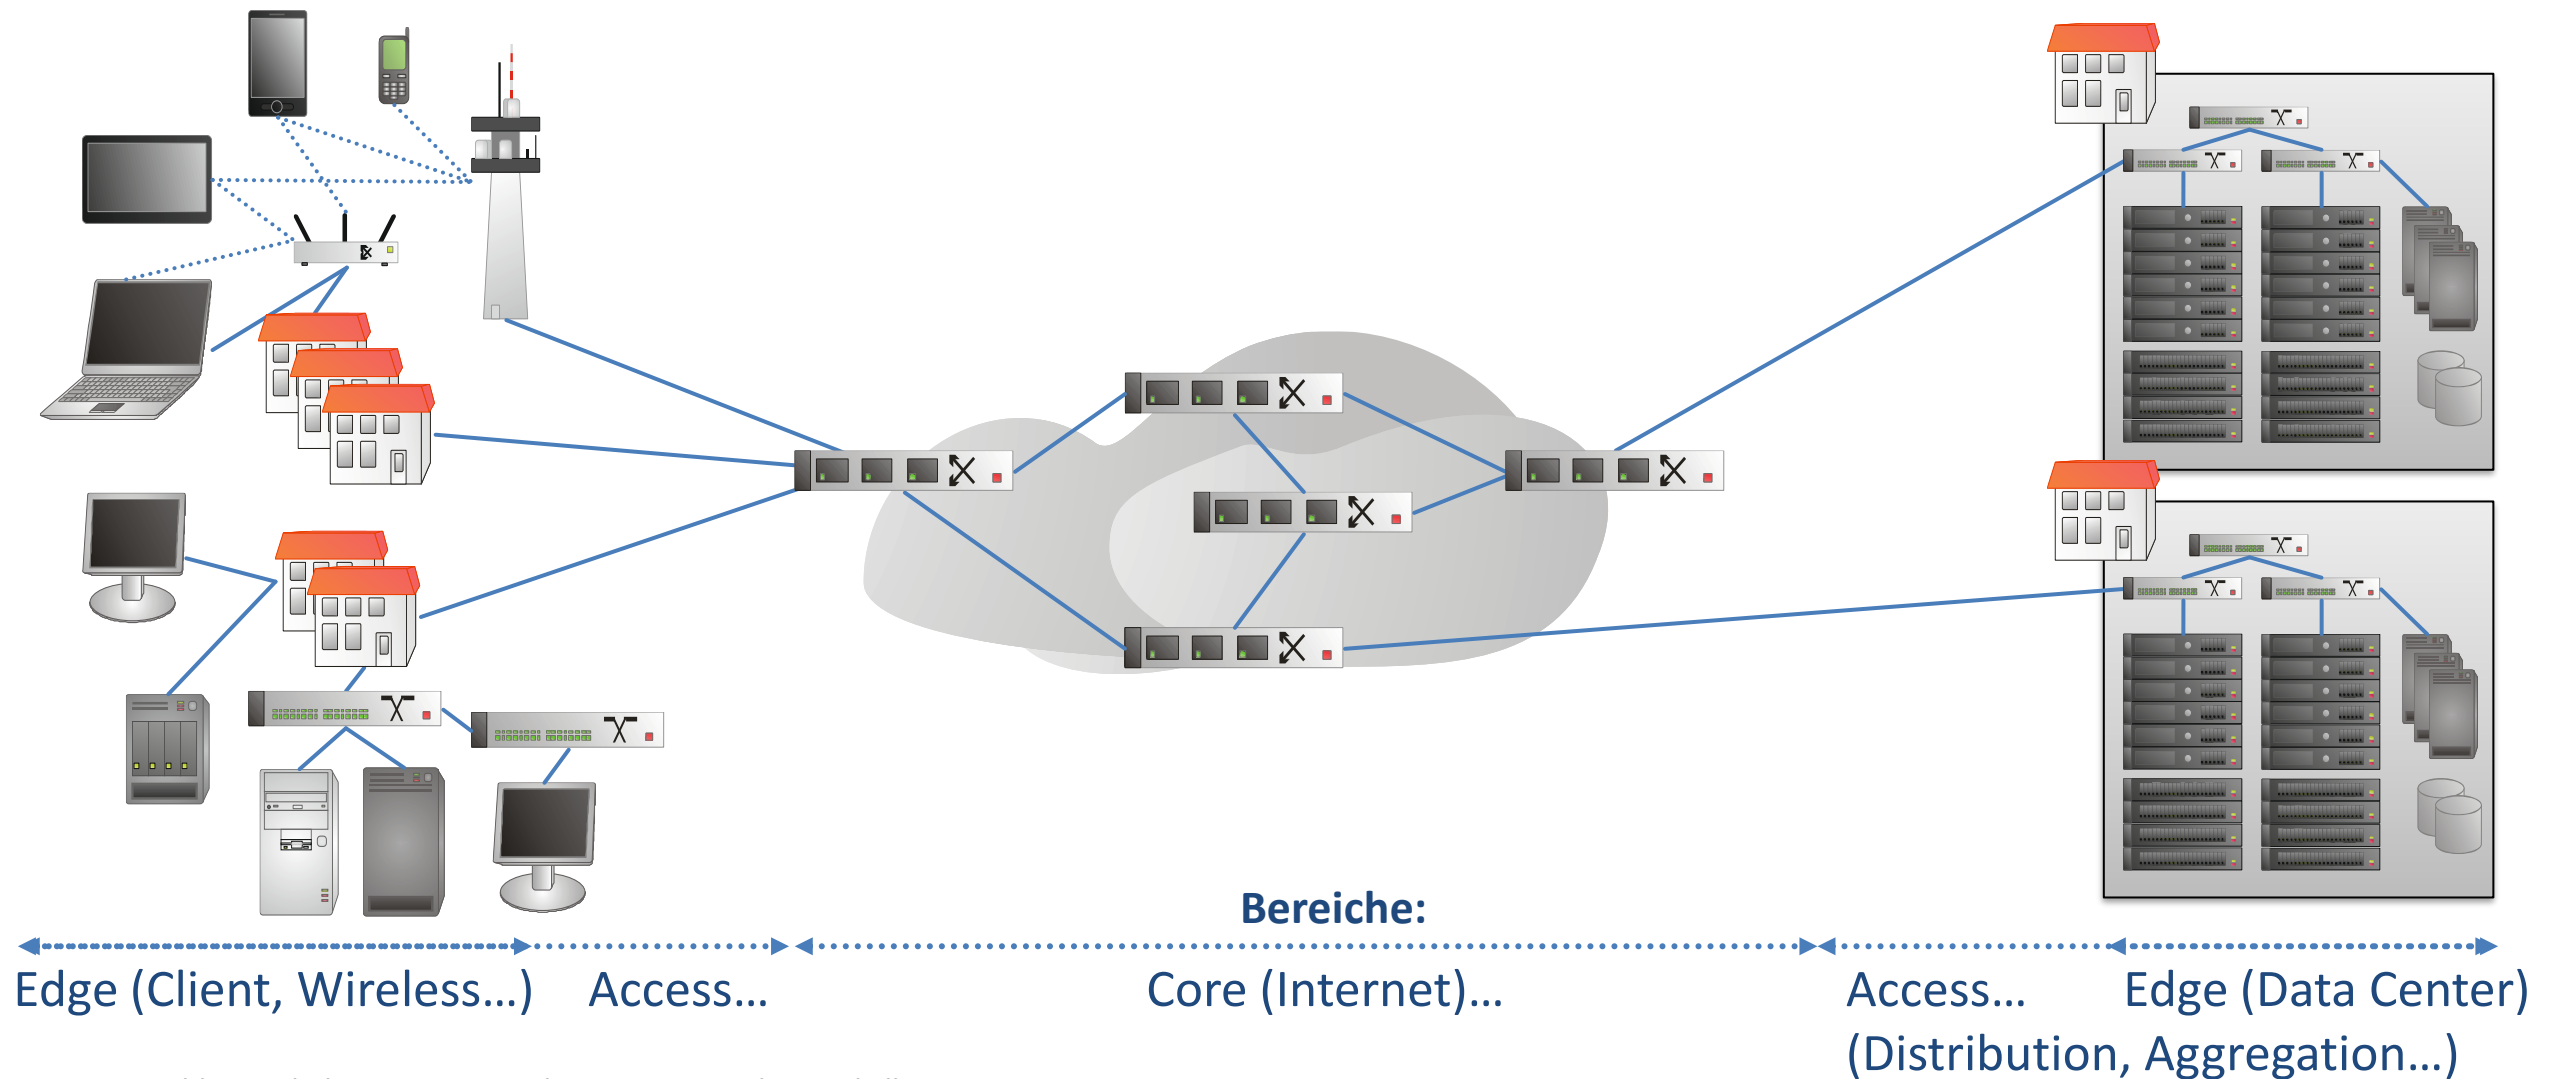 Bereiche:
Edge (Client, Wireless...) Access... Core (Internet)... Access... Edge (Data Center)
(Distribution, Aggregation...)